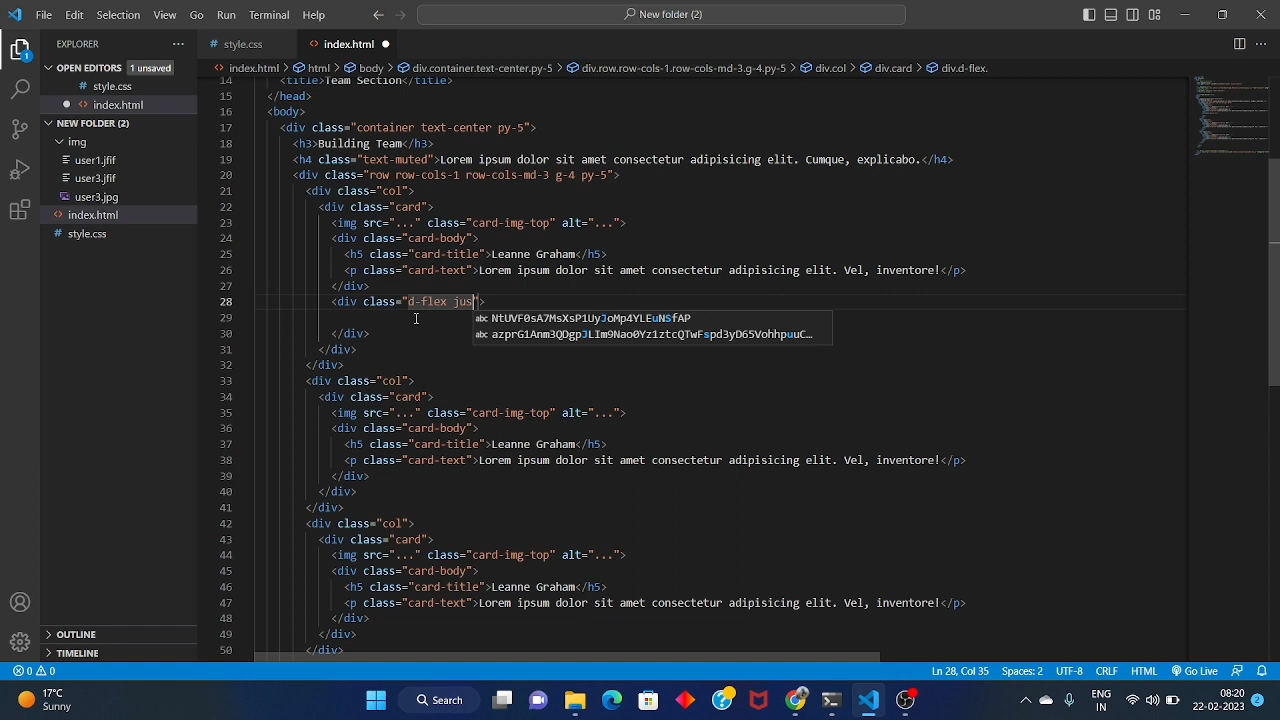 File Edit Selection View Go Run Terminal Help
New folder (2)
EXPLORER
style.css
index.html
OPEN EDITORS 1 unsaved
index.html > html > body > div.container.text-center.py-5 > div.row.row-cols-1.row-cols-md-3.g-4.py-5 > div.col > div.card > div.d-flex.
style.css
index.html
NEW FOLDER (2)
img
user1.jfif
user3.jfif
user3.jpg
index.html
style.css
14 <title>Team Section</title>
15 </head>
16 <body>
17 <div class="container text-center py-5">
18 <h3>Building Team</h3>
19 <h4 class="text-muted">Lorem ipsum dolor sit amet consectetur adipisicing elit. Cumque, explicabo.</h4>
20 <div class="row row-cols-1 row-cols-md-3 g-4 py-5">
21 <div class="col">
22 <div class="card">
23 <img src="..." class="card-img-top" alt="...">
24 <div class="card-body">
25 <h5 class="card-title">Leanne Graham</h5>
26 <p class="card-text">Lorem ipsum dolor sit amet consectetur adipisicing elit. Vel, inventore!</p>
27 </div>
28 <div class="d-flex jus">
29
abc NtUVF0sA7MsXsP1UyJoMp4YLEuNSfAP
abc azprG1Anm3QDgpJLIm9Nao0Yz1ztcQTwFspd3yD65VohhpuuC...
30 </div>
31 </div>
32 </div>
33 <div class="col">
34 <div class="card">
35 <img src="..." class="card-img-top" alt="...">
36 <div class="card-body">
37 <h5 class="card-title">Leanne Graham</h5>
38 <p class="card-text">Lorem ipsum dolor sit amet consectetur adipisicing elit. Vel, inventore!</p>
39 </div>
40 </div>
41 </div>
42 <div class="col">
43 <div class="card">
44 <img src="..." class="card-img-top" alt="...">
45 <div class="card-body">
46 <h5 class="card-title">Leanne Graham</h5>
47 <p class="card-text">Lorem ipsum dolor sit amet consectetur adipisicing elit. Vel, inventore!</p>
48 </div>
49 </div>
50 </div>
OUTLINE
TIMELINE
0 0
Ln 28, Col 35 Spaces: 2 UTF-8 CRLF HTML Go Live
17°C
Sunny
Search
ENG
IN
08:20
22-02-2023
2